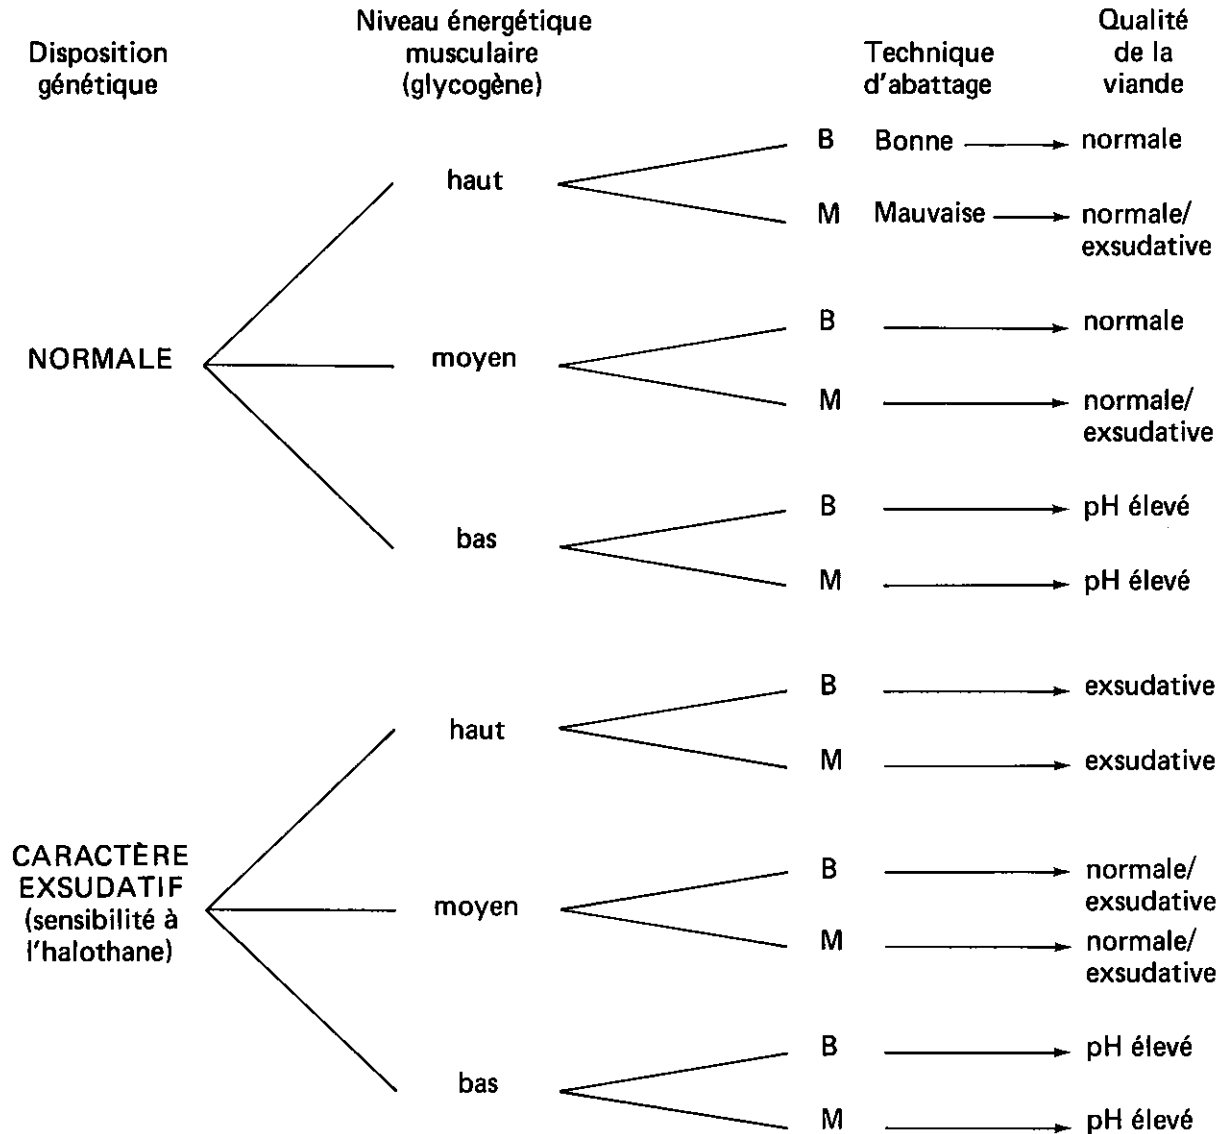 Disposition
génétique
Niveau énergétique
musculaire
(glycogène)
Technique
d'abattage
Qualité
de la
viande
NORMALE
haut
B Bonne normale
M Mauvaise normale/
exsudative
moyen
B normale
M normale/
exsudative
bas
B pH élevé
M pH élevé
CARACTÈRE
EXSUDATIF
(sensibilité à
l'halothane)
haut
B exsudative
M exsudative
moyen
B normale/
exsudative
M normale/
exsudative
bas
B pH élevé
M pH élevé